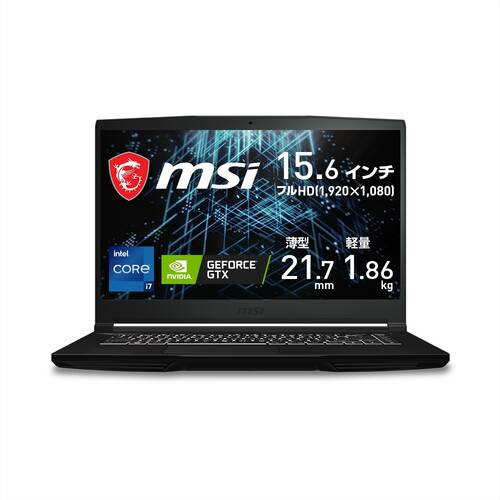 msi 15.6 インチ
フルHD(1,920×1,080)
intel
CORE
i7
NVIDIA.
GEFORCE
GTX
薄型 軽量
21.7 1.86
mm kg
msi